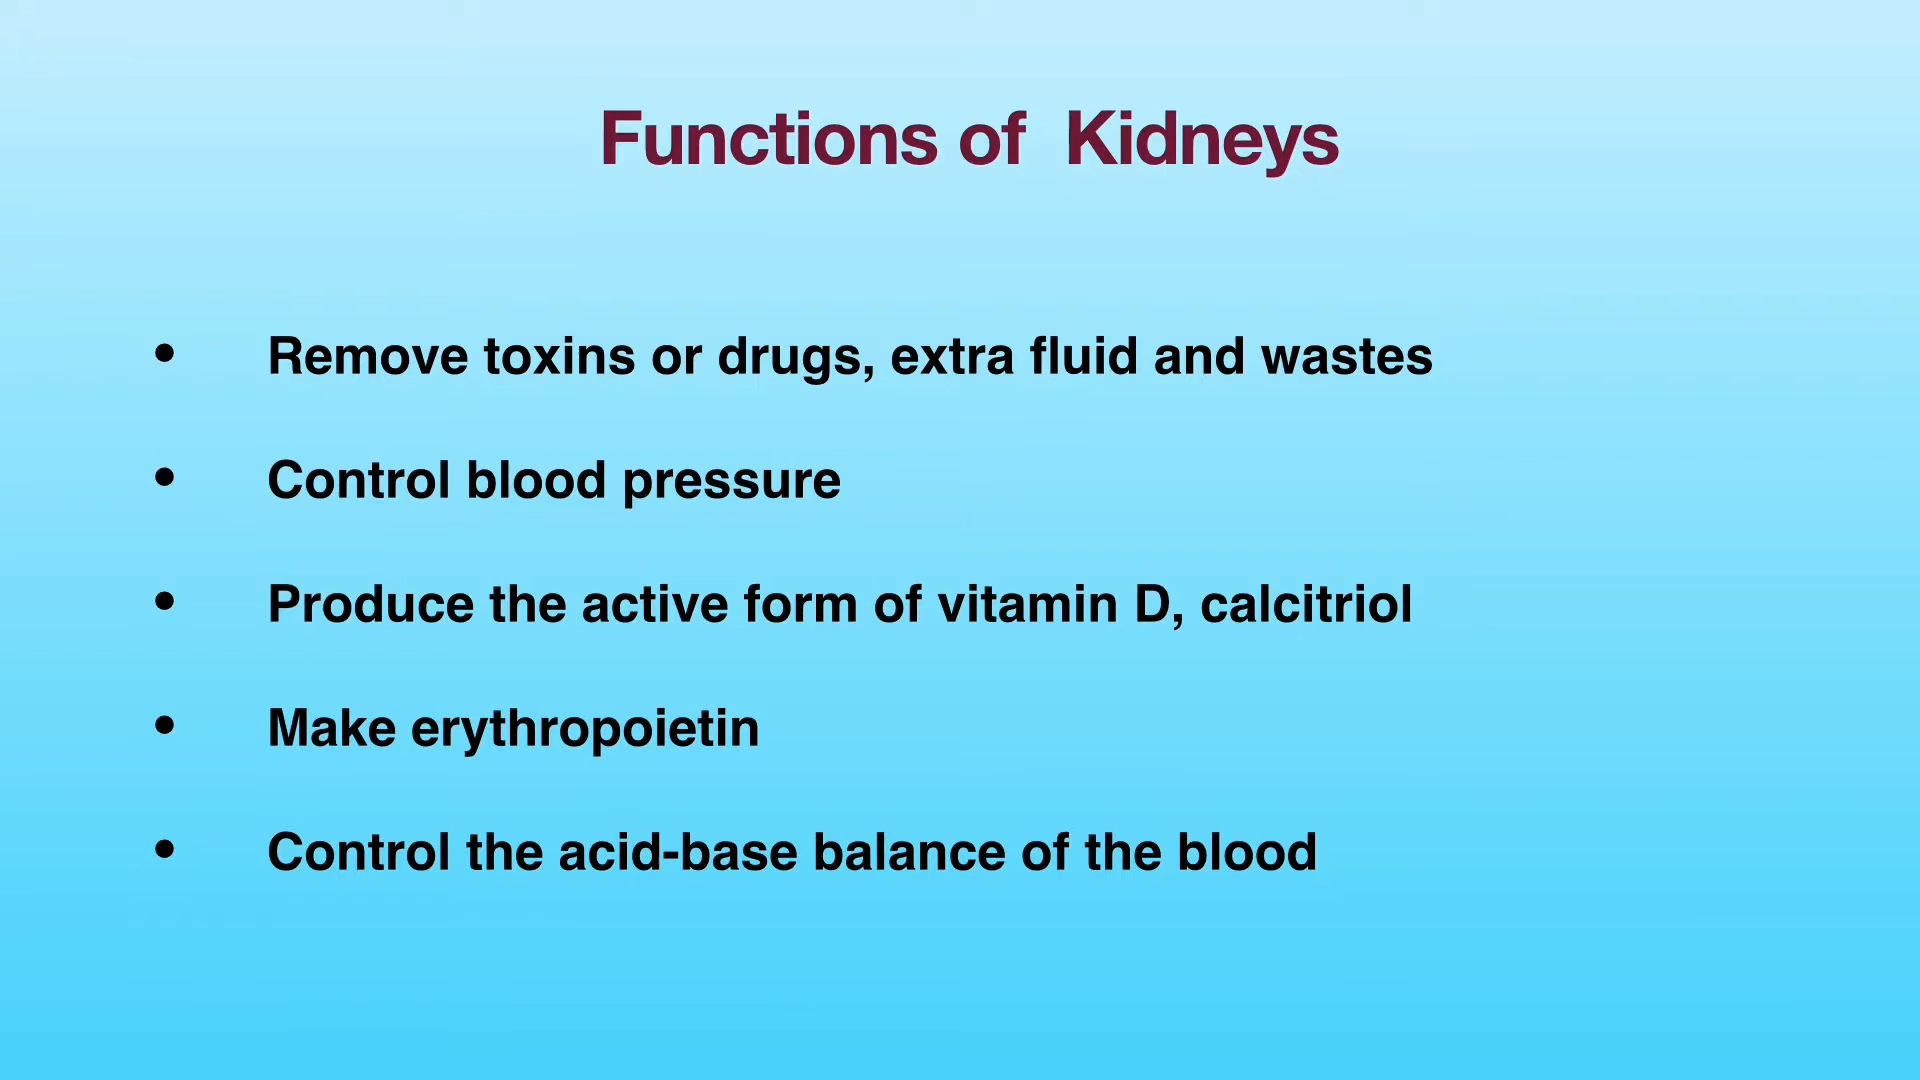 Functions of  Kidneys
• Remove toxins or drugs, extra fluid and wastes
• Control blood pressure
• Produce the active form of vitamin D, calcitriol
• Make erythropoietin
• Control the acid-base balance of the blood